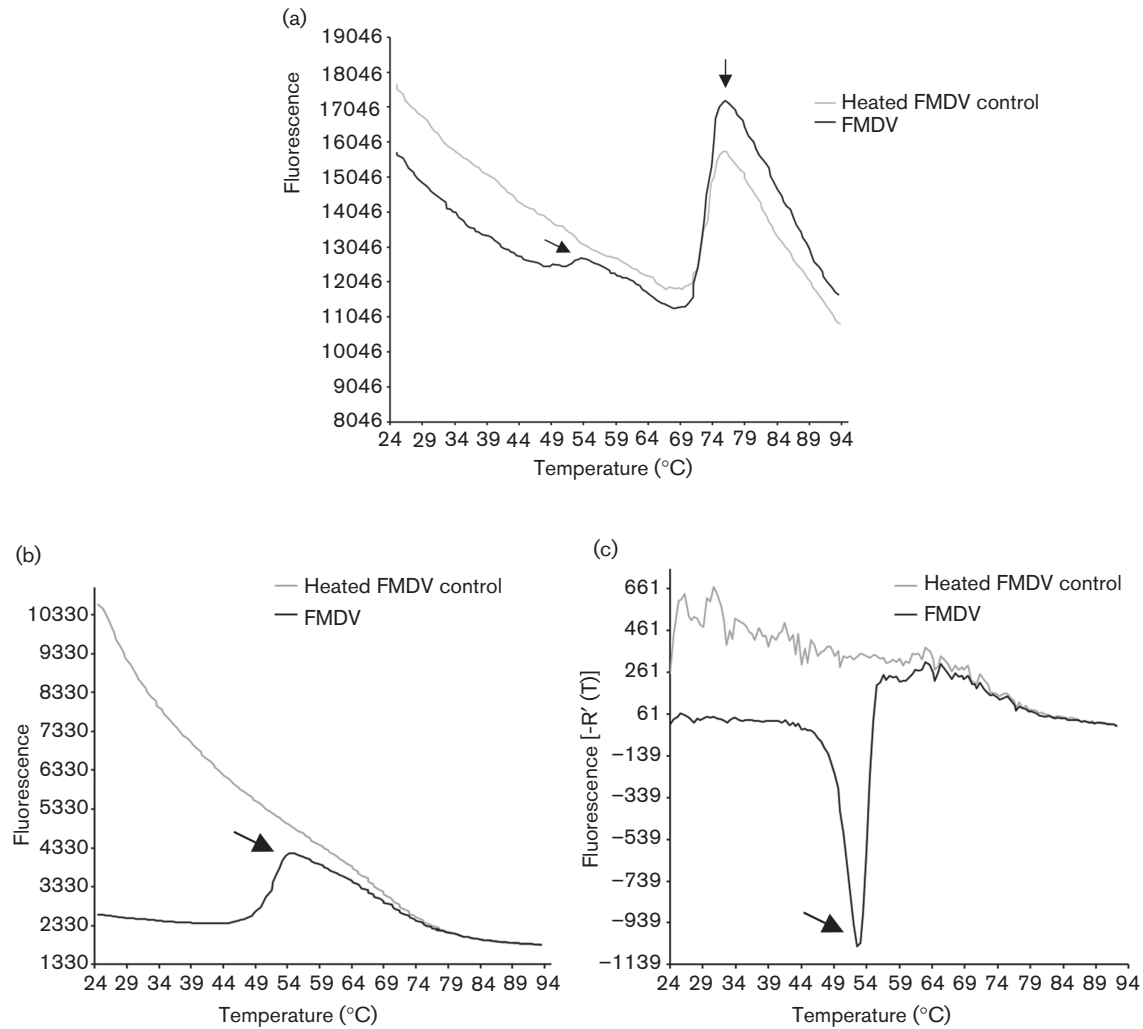 (a)
19046
18046
17046
16046
15046
14046
13046
12046
11046
10046
9046
8046
Fluorescence
Heated FMDV control
FMDV
24 29 34 39 44 49 54 59 64 69 74 79 84 89 94
Temperature (°C)
(b)
Heated FMDV control
FMDV
10330
9330
8330
7330
6330
5330
4330
3330
2330
1330
Fluorescence
24 29 34 39 44 49 54 59 64 69 74 79 84 89 94
Temperature (°C)
(c)
Heated FMDV control
FMDV
661
461
261
61
−139
−339
−539
−739
−939
−1139
Fluorescence [-R′ (T)]
24 29 34 39 44 49 54 59 64 69 74 79 84 89 94
Temperature (°C)